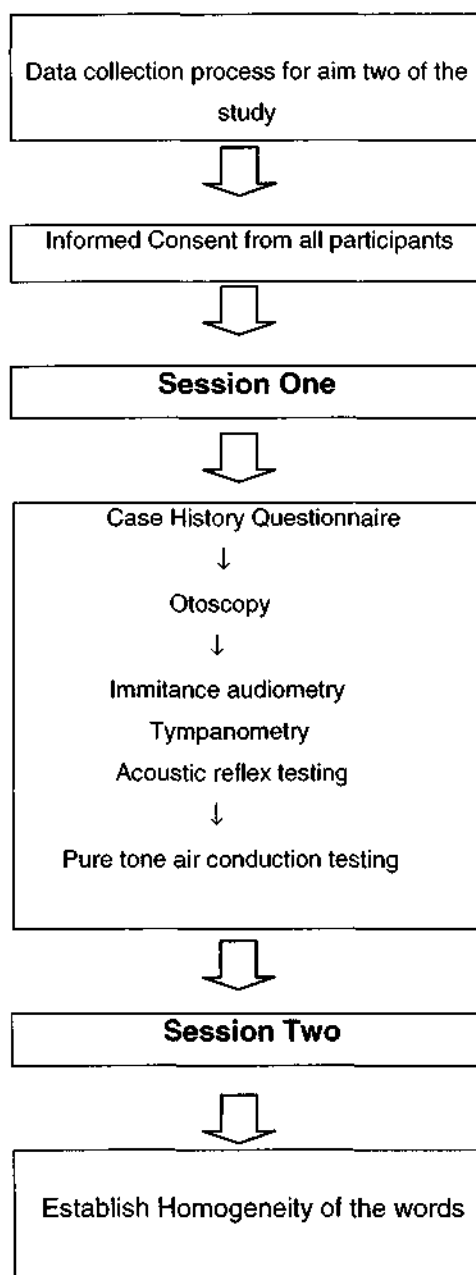 Data collection process for aim two of the
study
Informed Consent from all participants
Session One
Case History Questionnaire
↓
Otoscopy
↓
Immitance audiometry
Tympanometry
Acoustic reflex testing
↓
Pure tone air conduction testing
Session Two
Establish Homogeneity of the words